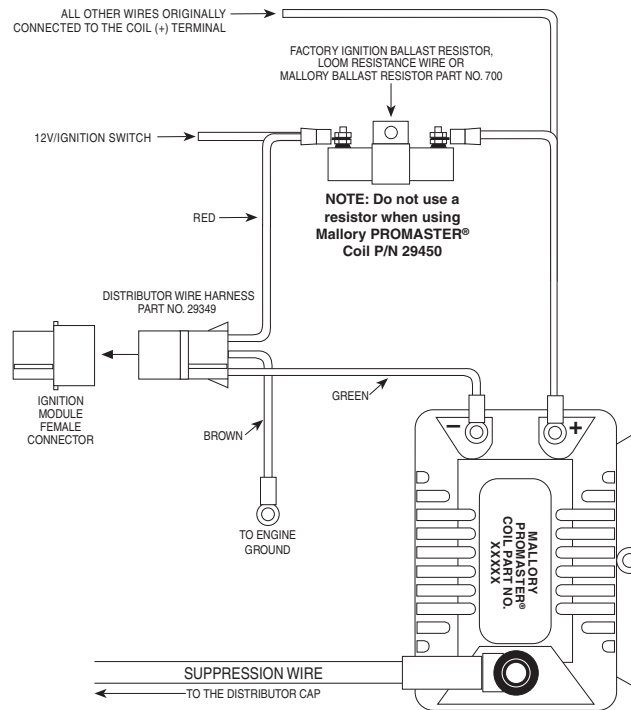 ALL OTHER WIRES ORIGINALLY
CONNECTED TO THE COIL (+) TERMINAL
FACTORY IGNITION BALLAST RESISTOR,
LOOM RESISTANCE WIRE OR
MALLORY BALLAST RESISTOR PART NO. 700
12V/IGNITION SWITCH
NOTE: Do not use a
resistor when using
Mallory PROMASTER®
Coil P/N 29450
RED
DISTRIBUTOR WIRE HARNESS
PART NO. 29349
IGNITION
MODULE
FEMALE
CONNECTOR
GREEN
BROWN
TO ENGINE
GROUND
– +
MALLORY
PROMASTER®
COIL PART NO.
XXXXX
SUPPRESSION WIRE
TO THE DISTRIBUTOR CAP